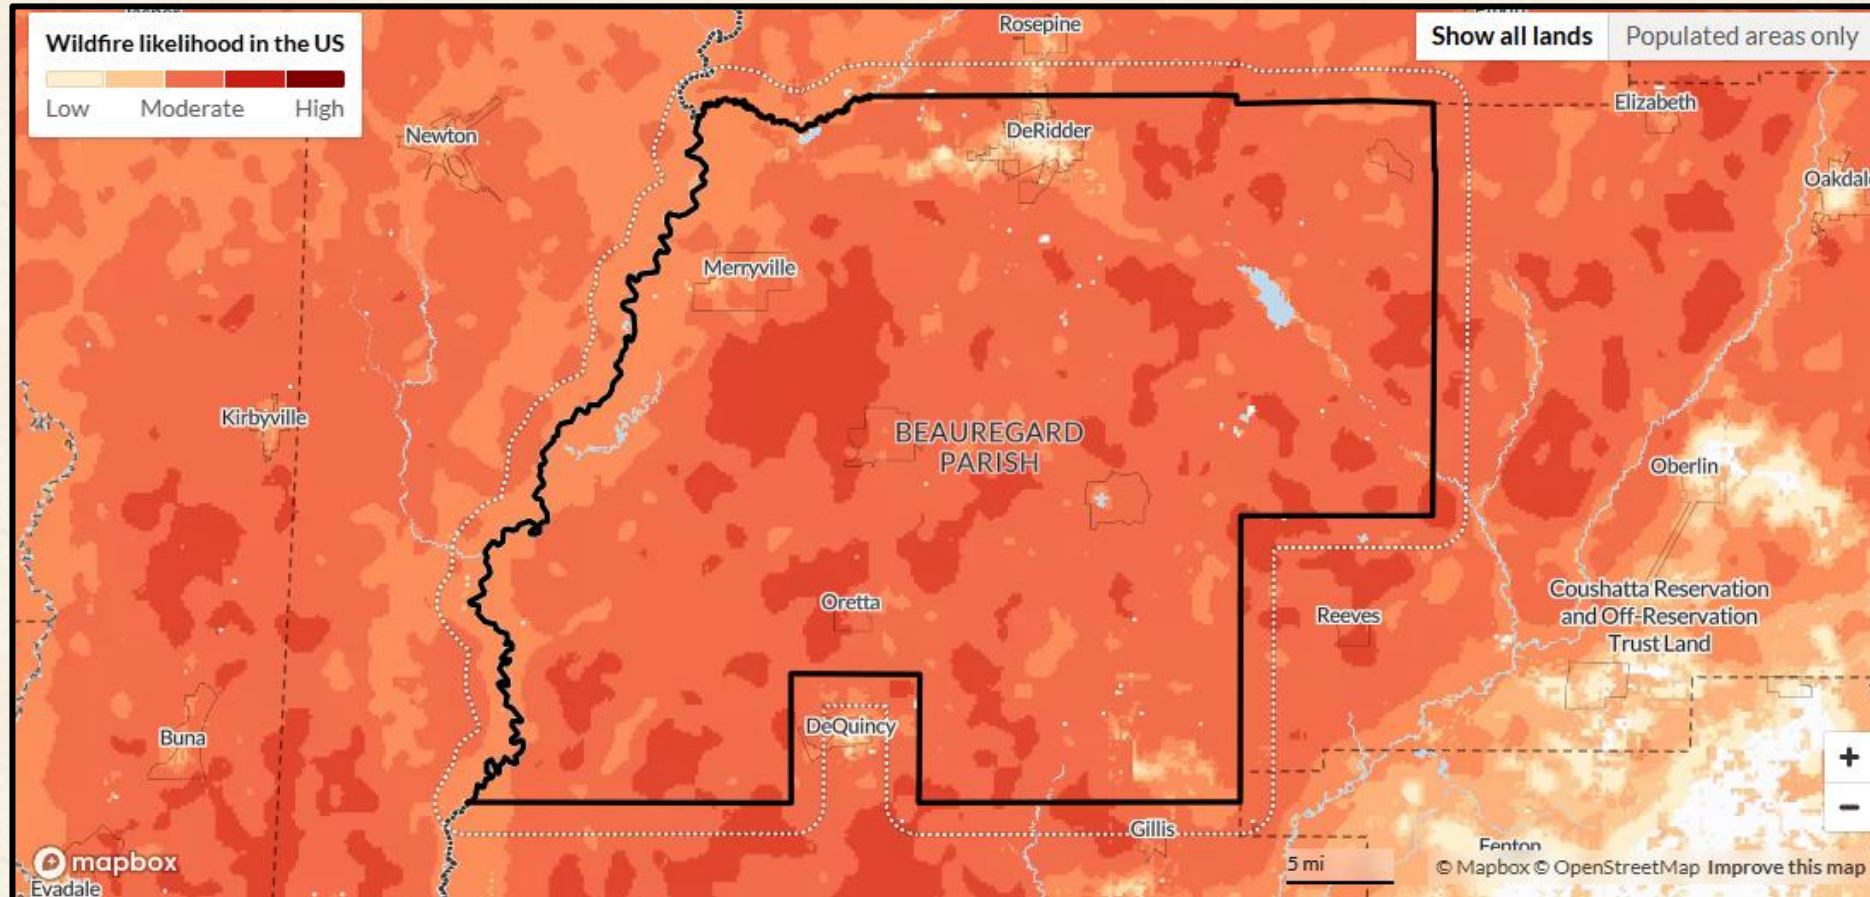 Wildfire likelihood in the US
Low Moderate High
Show all lands Populated areas only
Rosepine
Elizabeth
Newton
DeRidder
Oakdal
Merryville
Kirbyville
BEAUREGARD
PARISH
Oberlin
Coushatta Reservation
and Off-Reservation
Trust Land
Oretta
Reeves
DeQuincy
Buna
+
−
Gillis
Fenton
mapbox
5 mi
© Mapbox © OpenStreetMap Improve this map
Evadale